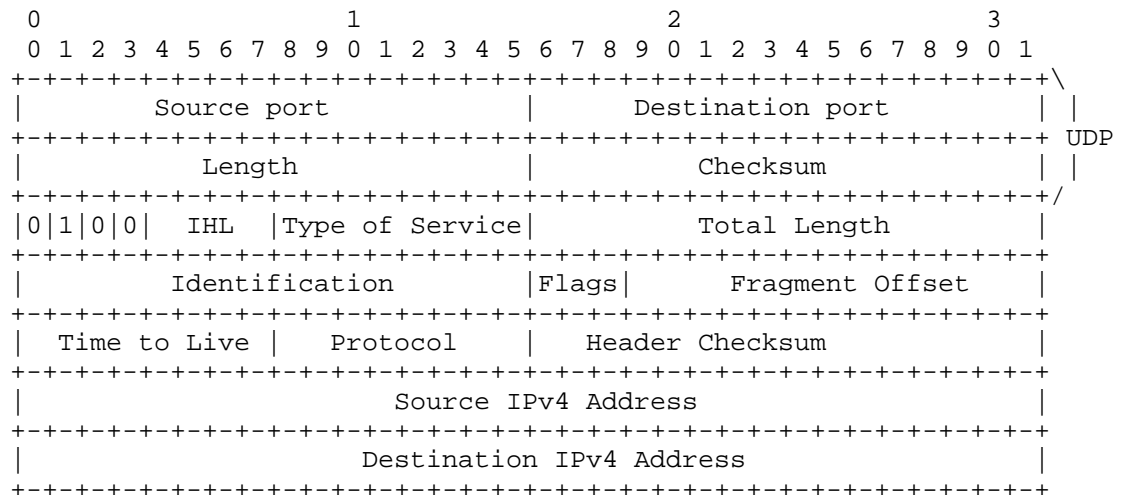 0                   1                   2                   3
 0 1 2 3 4 5 6 7 8 9 0 1 2 3 4 5 6 7 8 9 0 1 2 3 4 5 6 7 8 9 0 1
+-+-+-+-+-+-+-+-+-+-+-+-+-+-+-+-+-+-+-+-+-+-+-+-+-+-+-+-+-+-+-+-+\
|        Source port            |      Destination port         | |
+-+-+-+-+-+-+-+-+-+-+-+-+-+-+-+-+-+-+-+-+-+-+-+-+-+-+-+-+-+-+-+-+ UDP
|           Length              |          Checksum             | |
+-+-+-+-+-+-+-+-+-+-+-+-+-+-+-+-+-+-+-+-+-+-+-+-+-+-+-+-+-+-+-+-+/
|0|1|0|0|  IHL  |Type of Service|          Total Length         |
+-+-+-+-+-+-+-+-+-+-+-+-+-+-+-+-+-+-+-+-+-+-+-+-+-+-+-+-+-+-+-+-+
|         Identification        |Flags|      Fragment Offset    |
+-+-+-+-+-+-+-+-+-+-+-+-+-+-+-+-+-+-+-+-+-+-+-+-+-+-+-+-+-+-+-+-+
|  Time to Live |   Protocol    |   Header Checksum             |
+-+-+-+-+-+-+-+-+-+-+-+-+-+-+-+-+-+-+-+-+-+-+-+-+-+-+-+-+-+-+-+-+
|                       Source IPv4 Address                     |
+-+-+-+-+-+-+-+-+-+-+-+-+-+-+-+-+-+-+-+-+-+-+-+-+-+-+-+-+-+-+-+-+
|                     Destination IPv4 Address                  |
+-+-+-+-+-+-+-+-+-+-+-+-+-+-+-+-+-+-+-+-+-+-+-+-+-+-+-+-+-+-+-+-+